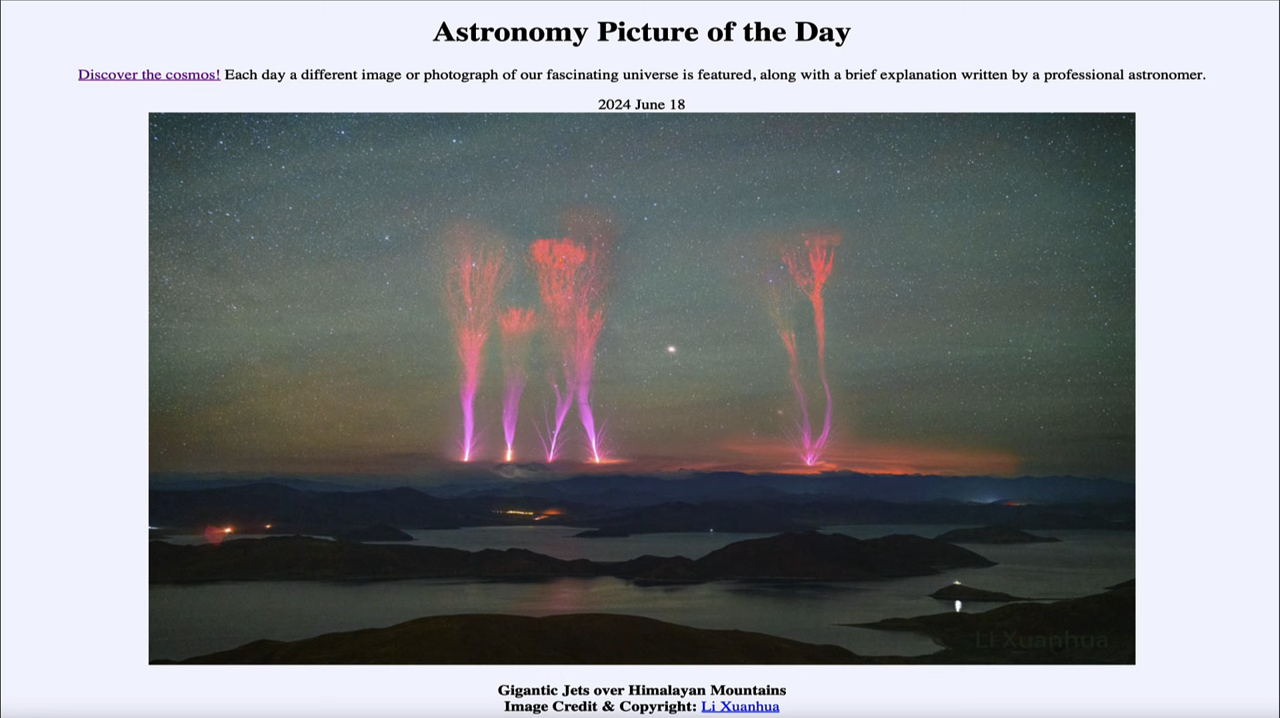 Astronomy Picture of the Day
Discover the cosmos! Each day a different image or photograph of our fascinating universe is featured, along with a brief explanation written by a professional astronomer.
2024 June 18
Li Xuanhua
Gigantic Jets over Himalayan Mountains
Image Credit & Copyright: Li Xuanhua